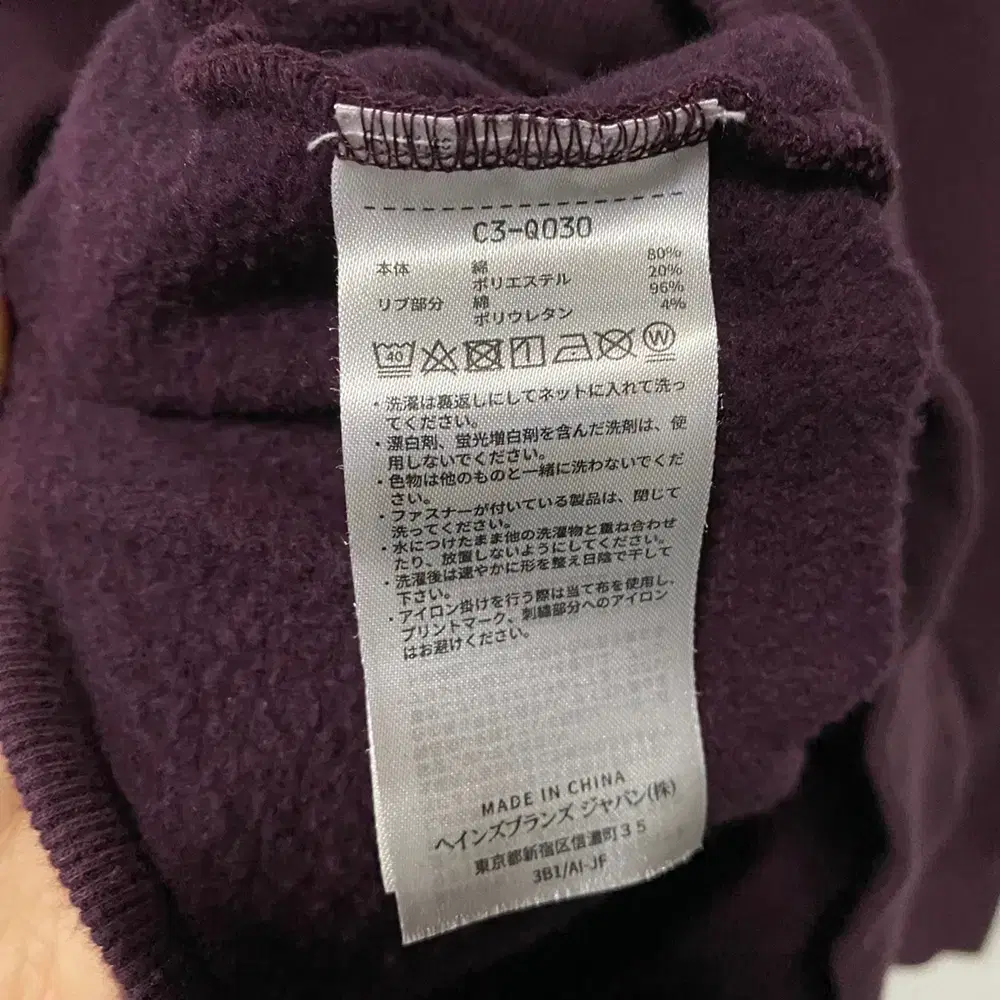 C3-Q030
本体 綿 80%
ポリエステル 20%
リブ部分 綿 96%
ポリウレタン 4%
40 W
・洗濯は裏返しにしてネットに入れて洗っ
てください。
・漂白剤、蛍光増白剤を含んだ洗剤は、使
用しないでください。
・色物は他のものと一緒に洗わないでくだ
さい。
・ファスナーが付いている製品は、閉じて
洗ってください。
・水につけたまま他の洗濯物と重ね合わせ
たり、放置しないようにしてください。
・洗濯後は速やかに形を整え日陰で干して
下さい。
・アイロン掛けを行う際は当て布を使用し、
プリントマーク、刺繍部分へのアイロン
はお避けください。
MADE IN CHINA
ヘインズブランズ ジャパン(株)
東京都新宿区信濃町35
3B1/AI-JF